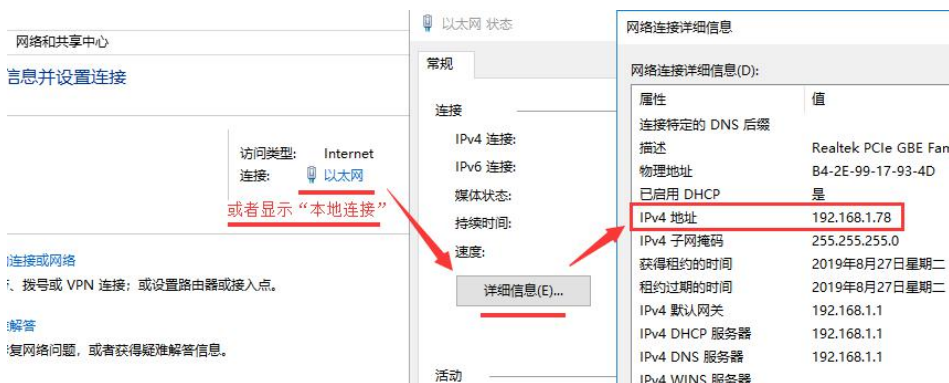 网络和共享中心
信息并设置连接
访问类型: Internet
连接: 以太网
或者显示“本地连接”
连接或网络
、拨号或 VPN 连接；或设置路由器或接入点。
解答
复网络问题，或者获得疑难解答信息。
以太网 状态
常规
连接
IPv4 连接:
IPv6 连接:
媒体状态:
持续时间:
速度:
详细信息(E)...
活动
网络连接详细信息
网络连接详细信息(D):
属性 值
连接特定的 DNS 后缀
描述 Realtek PCIe GBE Fam
物理地址 B4-2E-99-17-93-4D
已启用 DHCP 是
IPv4 地址 192.168.1.78
IPv4 子网掩码 255.255.255.0
获得租约的时间 2019年8月27日星期二
租约过期的时间 2019年8月27日星期二
IPv4 默认网关 192.168.1.1
IPv4 DHCP 服务器 192.168.1.1
IPv4 DNS 服务器 192.168.1.1
IPv4 WINS 服务器